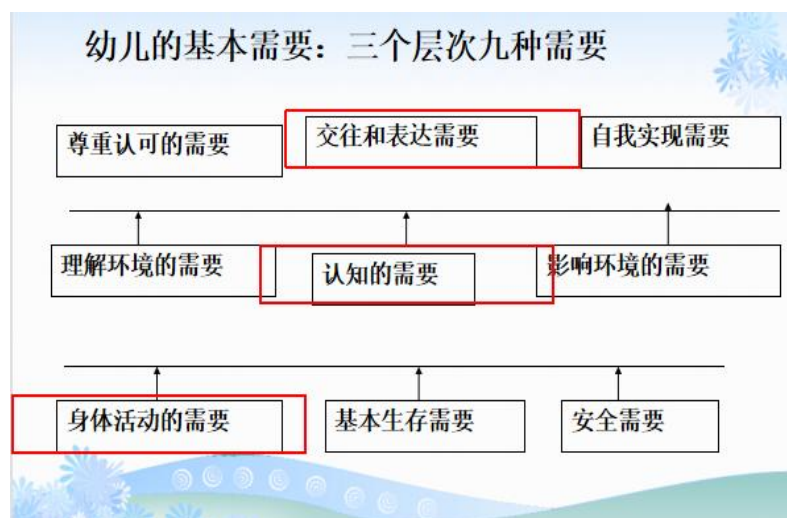 幼儿的基本需要：三个层次九种需要
尊重认可的需要
交往和表达需要
自我实现需要
理解环境的需要
认知的需要
影响环境的需要
身体活动的需要
基本生存需要
安全需要